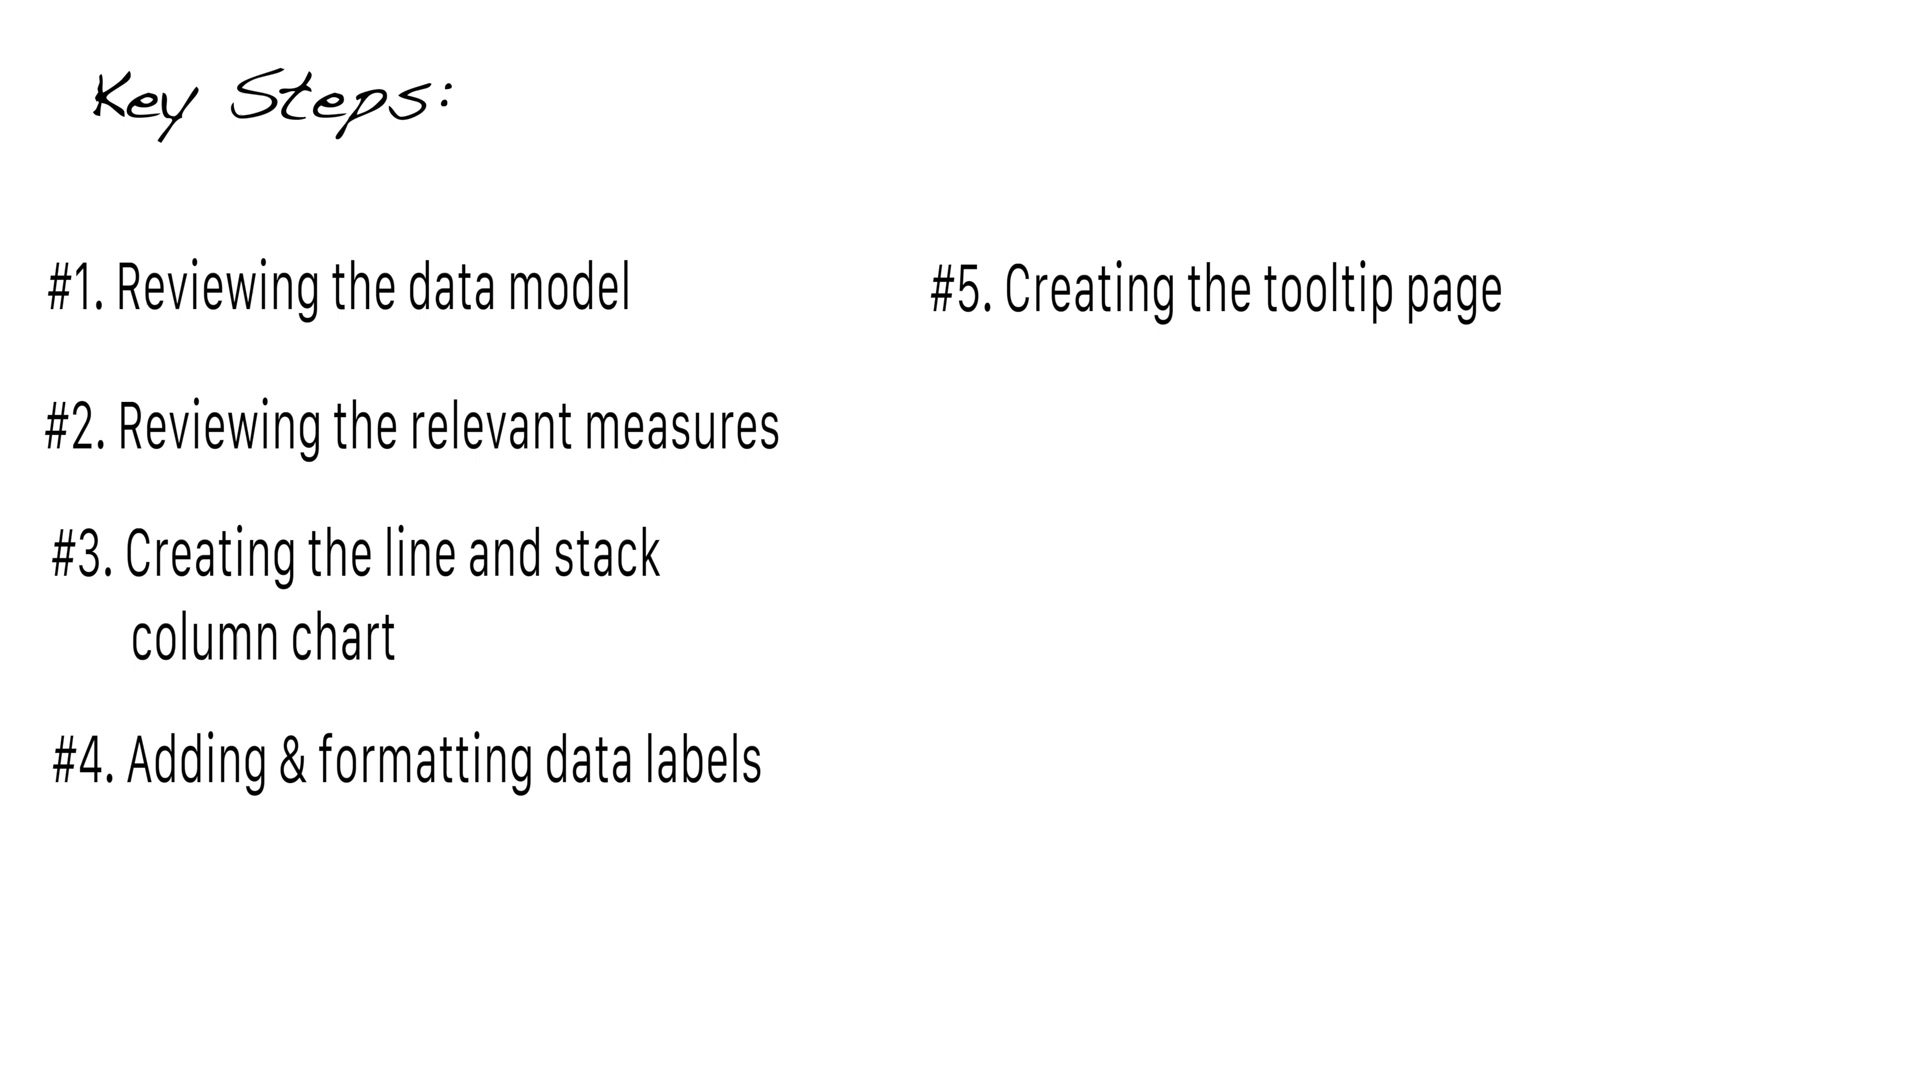 Key Steps:
#1. Reviewing the data model
#2. Reviewing the relevant measures
#3. Creating the line and stack
column chart
#4. Adding & formatting data labels
#5. Creating the tooltip page